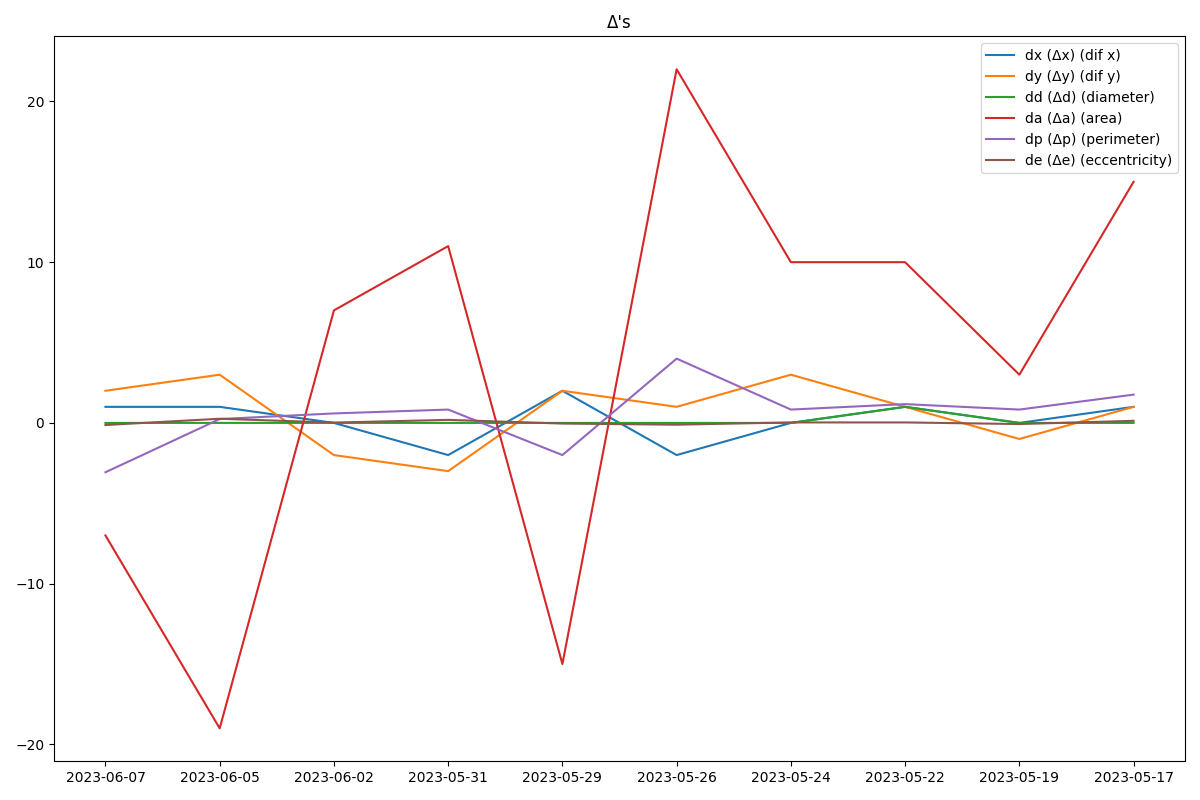 Δ's
dx (Δx) (dif x)
dy (Δy) (dif y)
dd (Δd) (diameter)
da (Δa) (area)
dp (Δp) (perimeter)
de (Δe) (eccentricity)
20
10
0
−10
−20
2023-06-07 2023-06-05 2023-06-02 2023-05-31 2023-05-29 2023-05-26 2023-05-24 2023-05-22 2023-05-19 2023-05-17